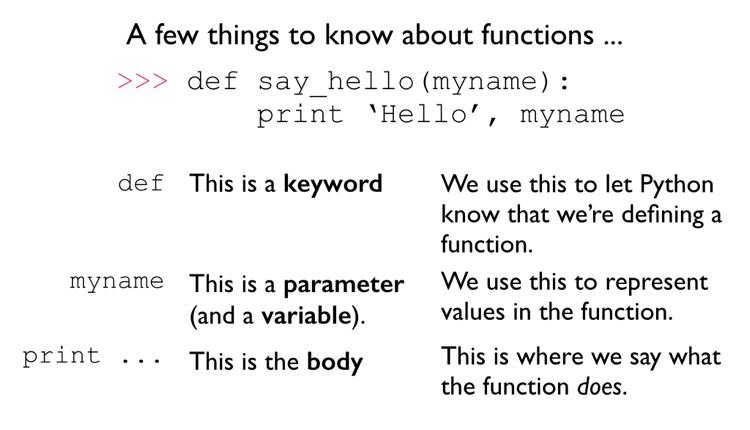 A few things to know about functions ...
>>> def say_hello(myname):
print ‘Hello’, myname
def This is a keyword We use this to let Python
know that we’re defining a
function.
myname This is a parameter We use this to represent
(and a variable). values in the function.
print ... This is the body This is where we say what
the function does.